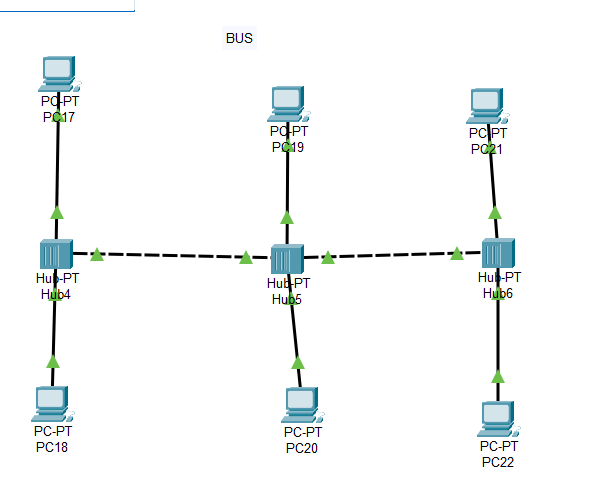 BUS
PC-PT
PC17
PC-PT
PC19
PC-PT
PC21
Hub-PT
Hub4
Hub-PT
Hub5
Hub-PT
Hub6
PC-PT
PC18
PC-PT
PC20
PC-PT
PC22